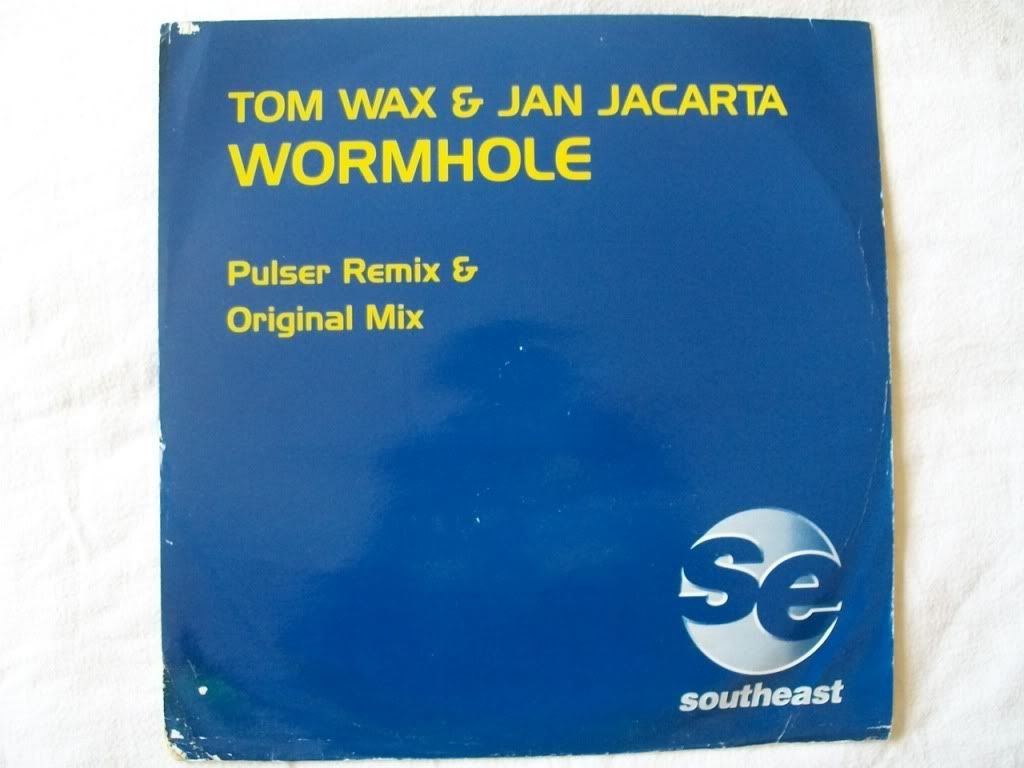 TOM WAX & JAN JACARTA
WORMHOLE
Pulser Remix &
Original Mix
se
southeast